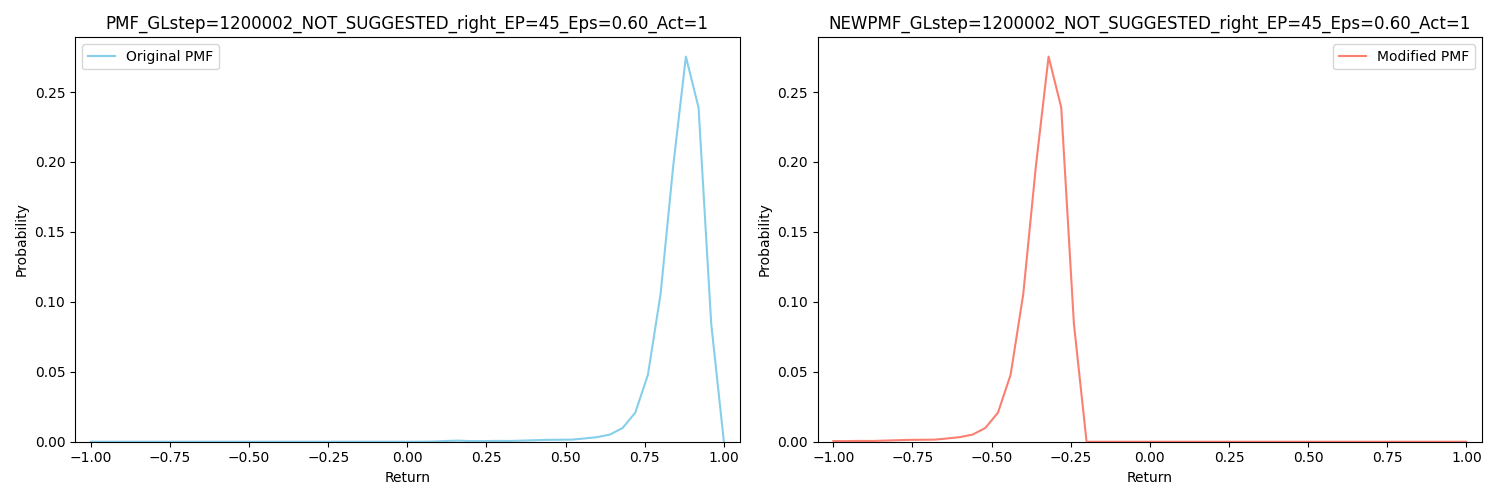 PMF_GLstep=1200002_NOT_SUGGESTED_right_EP=45_Eps=0.60_Act=1
Original PMF
Probability
0.25
0.20
0.15
0.10
0.05
0.00
−1.00 −0.75 −0.50 −0.25 0.00 0.25 0.50 0.75 1.00
Return
NEWPMF_GLstep=1200002_NOT_SUGGESTED_right_EP=45_Eps=0.60_Act=1
Modified PMF
Probability
0.25
0.20
0.15
0.10
0.05
0.00
−1.00 −0.75 −0.50 −0.25 0.00 0.25 0.50 0.75 1.00
Return